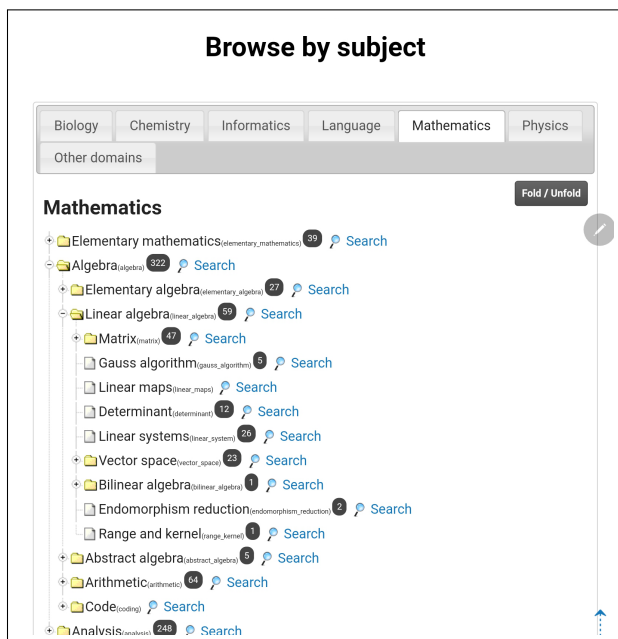 Browse by subject
Biology Chemistry Informatics Language Mathematics Physics
Other domains
Fold / Unfold
Mathematics
Elementary mathematics(elementary_mathematics) 39 Search
Algebra(algebra) 322 Search
Elementary algebra(elementary_algebra) 27 Search
Linear algebra(linear_algebra) 59 Search
Matrix(matrix) 47 Search
Gauss algorithm(gauss_algorithm) 5 Search
Linear maps(linear_maps) Search
Determinant(determinant) 12 Search
Linear systems(linear_system) 26 Search
Vector space(vector_space) 23 Search
Bilinear algebra(bilinear_algebra) 1 Search
Endomorphism reduction(endomorphism_reduction) 2 Search
Range and kernel(range_kernel) 1 Search
Abstract algebra(abstract_algebra) 5 Search
Arithmetic(arithmetic) 64 Search
Code(coding) Search
Analysis(analysis) 248 Search